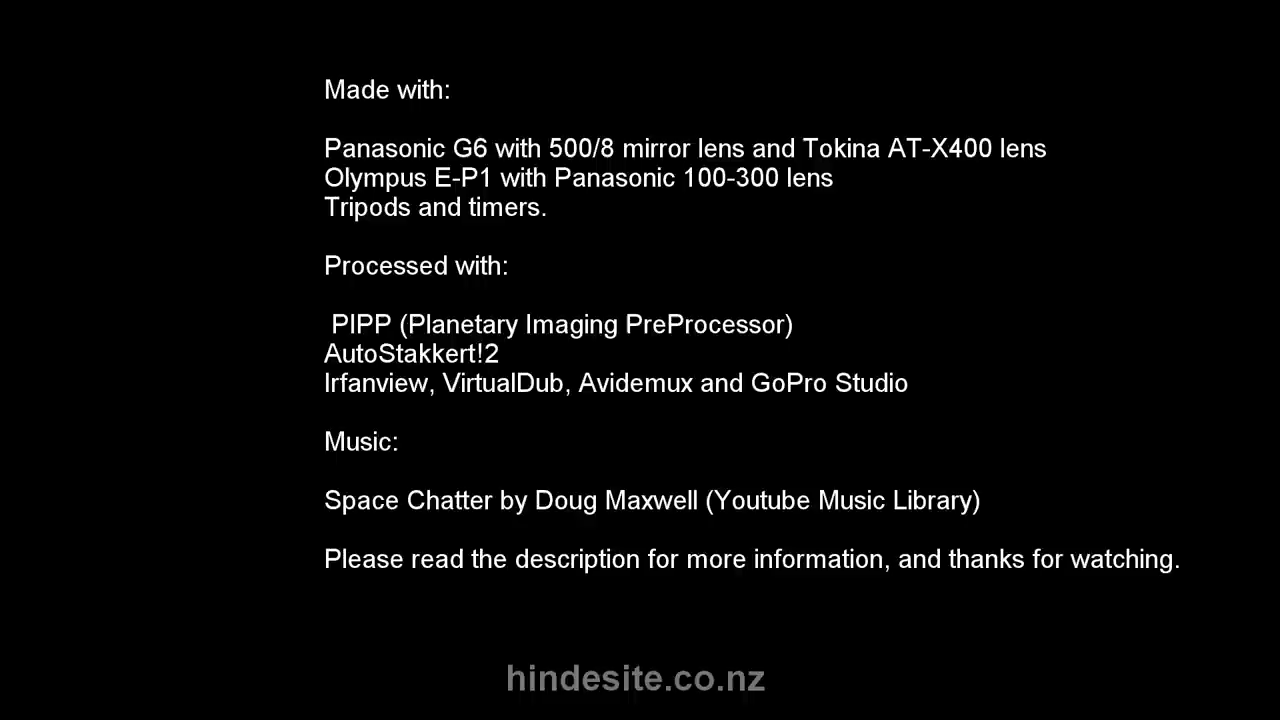 Made with:
Panasonic G6 with 500/8 mirror lens and Tokina AT-X400 lens
Olympus E-P1 with Panasonic 100-300 lens
Tripods and timers.
Processed with:
PIPP (Planetary Imaging PreProcessor)
AutoStakkert!2
Irfanview, VirtualDub, Avidemux and GoPro Studio
Music:
Space Chatter by Doug Maxwell (Youtube Music Library)
Please read the description for more information, and thanks for watching.
hindesite.co.nz